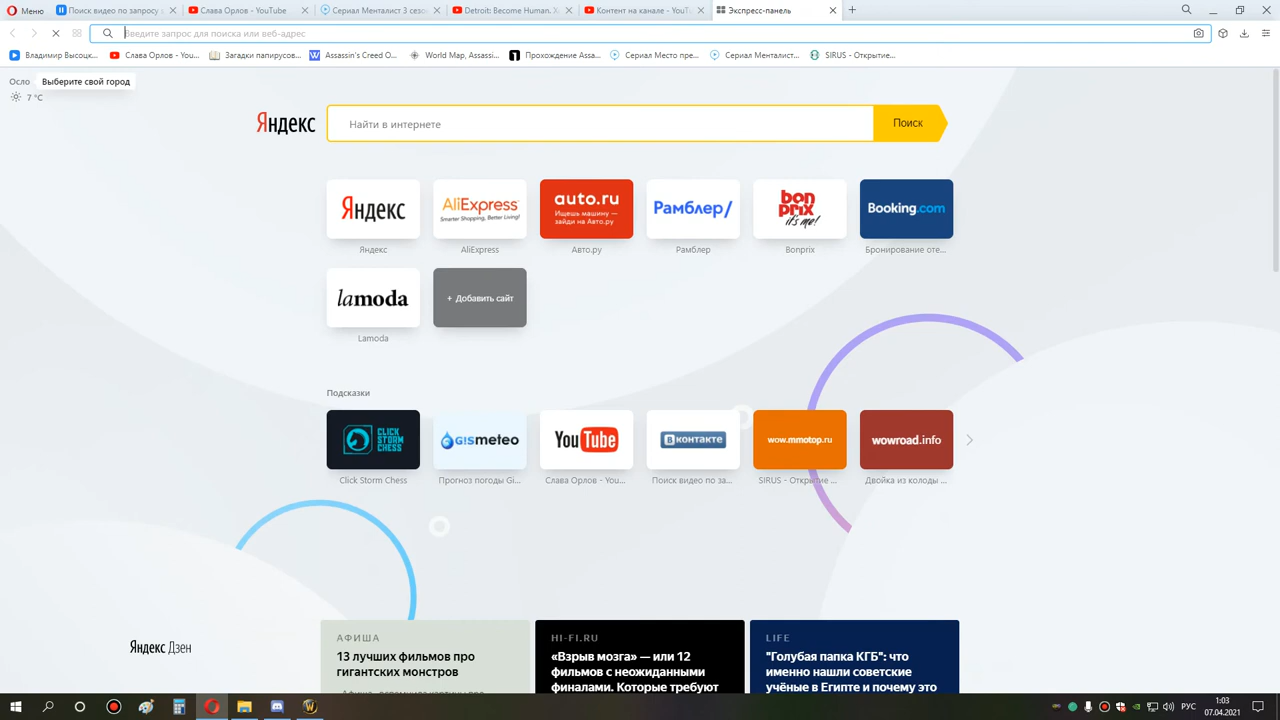 Меню
Поиск видео по запросу з
Слава Орлов - YouTube
Сериал Менталист 3 сезо
Detroit: Become Human. Х
Контент на канале - YouTu
Экспресс-панель
Введите запрос для поиска или веб-адрес
Владимир Высоцк...
Слава Орлов - You...
Загадки папирусов...
Assassin's Creed O...
World Map, Assassi...
Прохождение Assa...
Сериал Место пре...
Сериал Менталист...
SIRUS - Открытие...
Осло
Выберите свой город
7 °C
Яндекс
Найти в интернете
Поиск
Яндекс
AliExpress
Smarter Shopping, Better Living!
auto.ru
Ищешь машину —
зайди на Авто.ру
Рамблер/
bon
prix
it's me!
Booking.com
Яндекс
AliExpress
Авто.ру
Рамблер
Bonprix
Бронирование оте...
lamoda
+ Добавить сайт
Lamoda
Подсказки
CLICK
STORM
CHESS
GISMETEO
YouTube
Вконтакте
wow.mmotop.ru
wowroad.info
Click Storm Chess
Прогноз погоды Gi...
Слава Орлов - You...
Поиск видео по за...
SIRUS - Открытие ...
Двойка из колоды ...
Яндекс Дзен
АФИША
13 лучших фильмов про
гигантских монстров
HI-FI.RU
«Взрыв мозга» — или 12
фильмов с неожиданными
финалами. Которые требуют
LIFE
"Голубая папка КГБ": что
именно нашли советские
учёные в Египте и почему это
РУС
1:03
07.04.2021